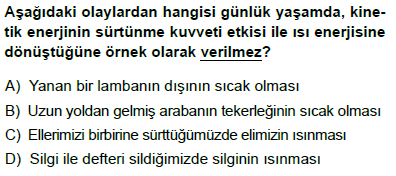 Aşağıdaki olaylardan hangisi günlük yaşamda, kine-
tik enerjinin sürtünme kuvveti etkisi ile ısı enerjisine
dönüştüğüne örnek olarak verilmez?
A) Yanan bir lambanın dışının sıcak olması
B) Uzun yoldan gelmiş arabanın tekerleğinin sıcak olması
C) Ellerimizi birbirine sürttüğümüzde elimizin ısınması
D) Silgi ile defteri sildiğimizde silginin ısınması